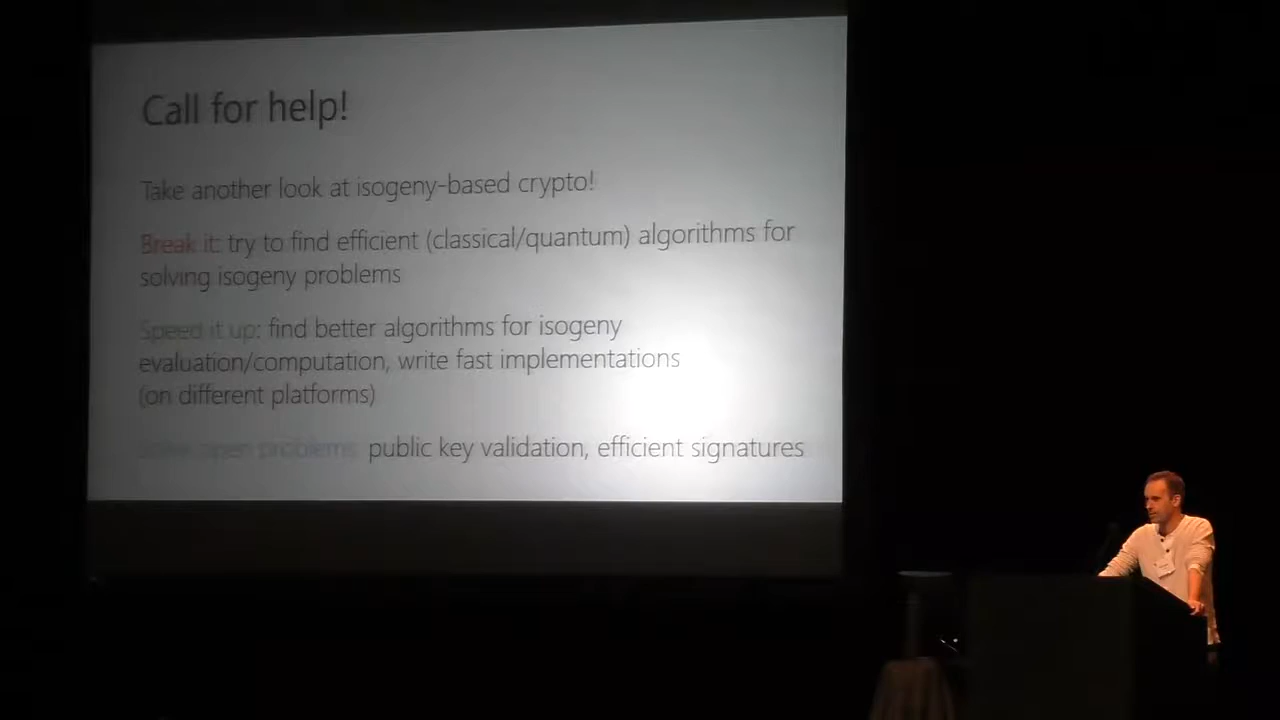 Call for help!
Take another look at isogeny-based crypto!
Break it: try to find efficient (classical/quantum) algorithms for
solving isogeny problems
Speed it up: find better algorithms for isogeny
evaluation/computation, write fast implementations
(on different platforms)
open problems: public key validation, efficient signatures